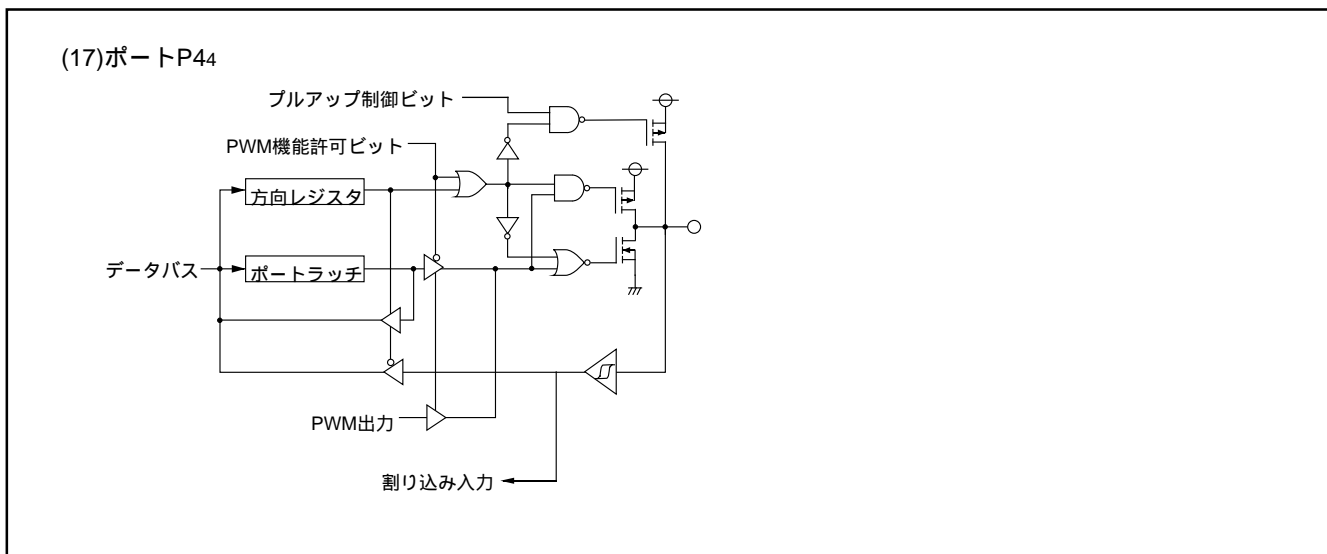 (17)ポートP44
プルアップ制御ビット
PWM機能許可ビット
方向レジスタ
データバス
ポートラッチ
PWM出力
割り込み入力